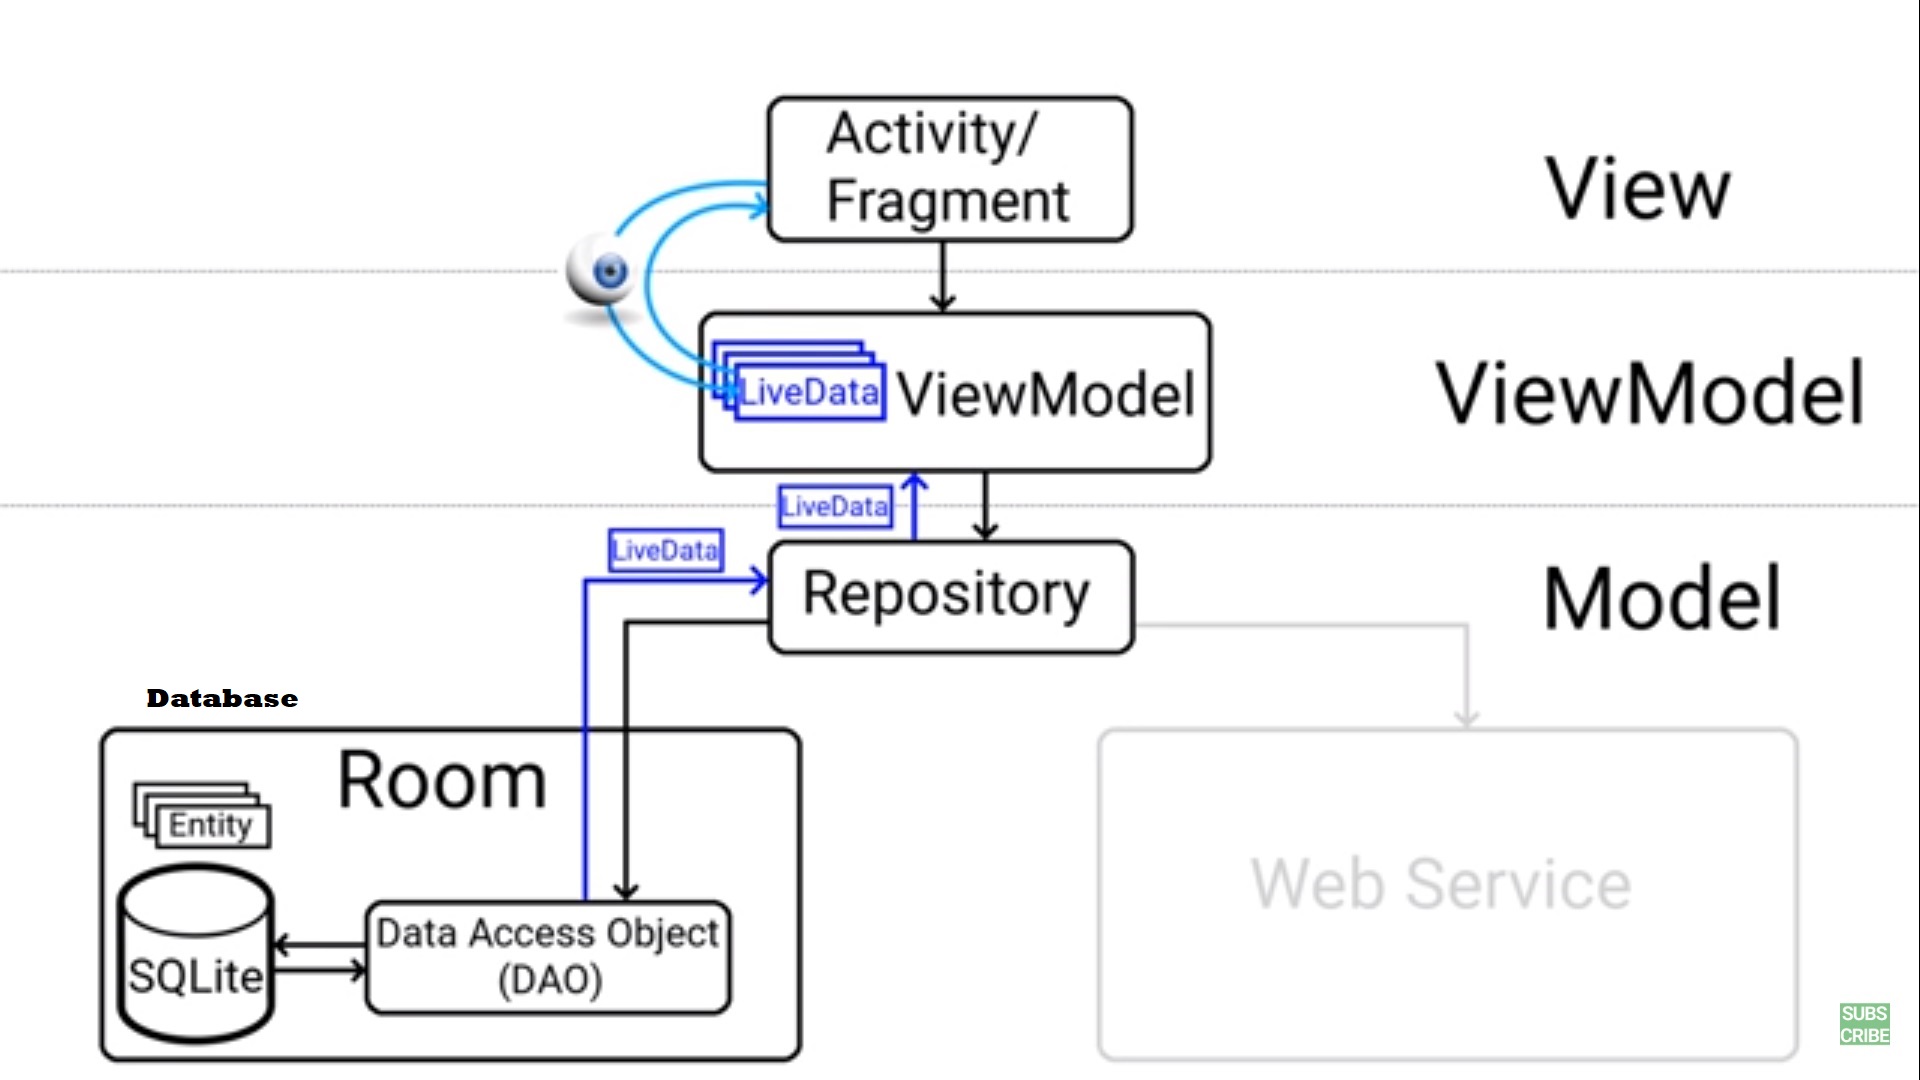 Activity/
Fragment
View
LiveData
ViewModel
ViewModel
LiveData
LiveData
Repository
Model
Database
Room
Entity
SQLite
Data Access Object
(DAO)
Web Service
SUBS
CRIBE